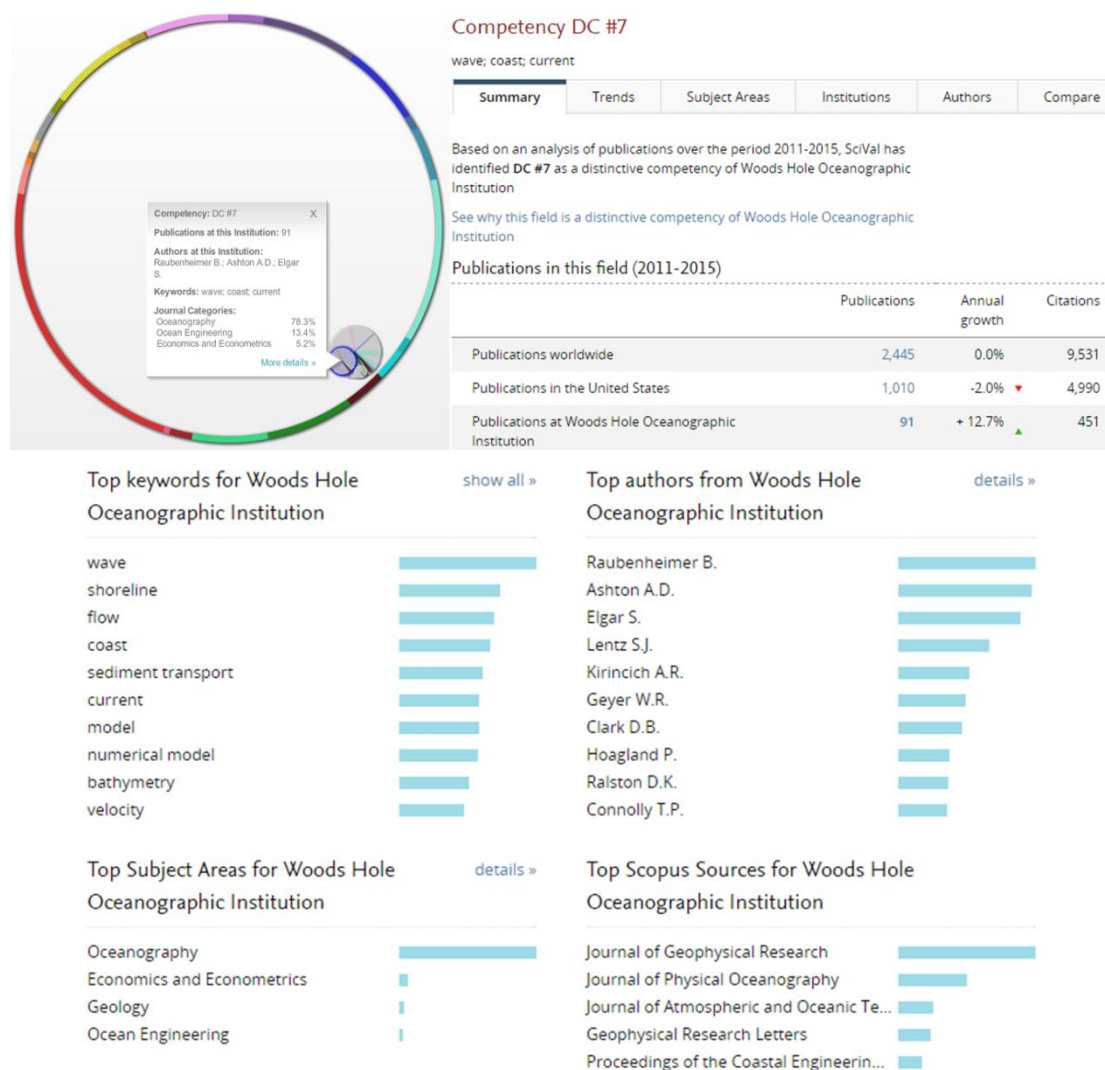 Competency: DC #7 X
Publications at this Institution: 91
Authors at this Institution:
Raubenheimer B.; Ashton A.D.; Elgar
S.
Keywords: wave; coast; current
Journal Categories:
Oceanography 78.3%
Ocean Engineering 13.4%
Economics and Econometrics 5.2%
More details »
Competency DC #7
wave; coast; current
Summary Trends Subject Areas Institutions Authors Compare
Based on an analysis of publications over the period 2011-2015, SciVal has
identified DC #7 as a distinctive competency of Woods Hole Oceanographic
Institution
See why this field is a distinctive competency of Woods Hole Oceanographic
Institution
Publications in this field (2011-2015)
Publications Annual growth Citations
Publications worldwide 2,445 0.0% 9,531
Publications in the United States 1,010 -2.0% ▼ 4,990
Publications at Woods Hole Oceanographic 91 + 12.7% ▲ 451
Institution
Top keywords for Woods Hole show all »
Oceanographic Institution
wave
shoreline
flow
coast
sediment transport
current
model
numerical model
bathymetry
velocity
Top authors from Woods Hole details »
Oceanographic Institution
Raubenheimer B.
Ashton A.D.
Elgar S.
Lentz S.J.
Kirincich A.R.
Geyer W.R.
Clark D.B.
Hoagland P.
Ralston D.K.
Connolly T.P.
Top Subject Areas for Woods Hole details »
Oceanographic Institution
Oceanography
Economics and Econometrics
Geology
Ocean Engineering
Top Scopus Sources for Woods Hole
Oceanographic Institution
Journal of Geophysical Research
Journal of Physical Oceanography
Journal of Atmospheric and Oceanic Te...
Geophysical Research Letters
Proceedings of the Coastal Engineerin...